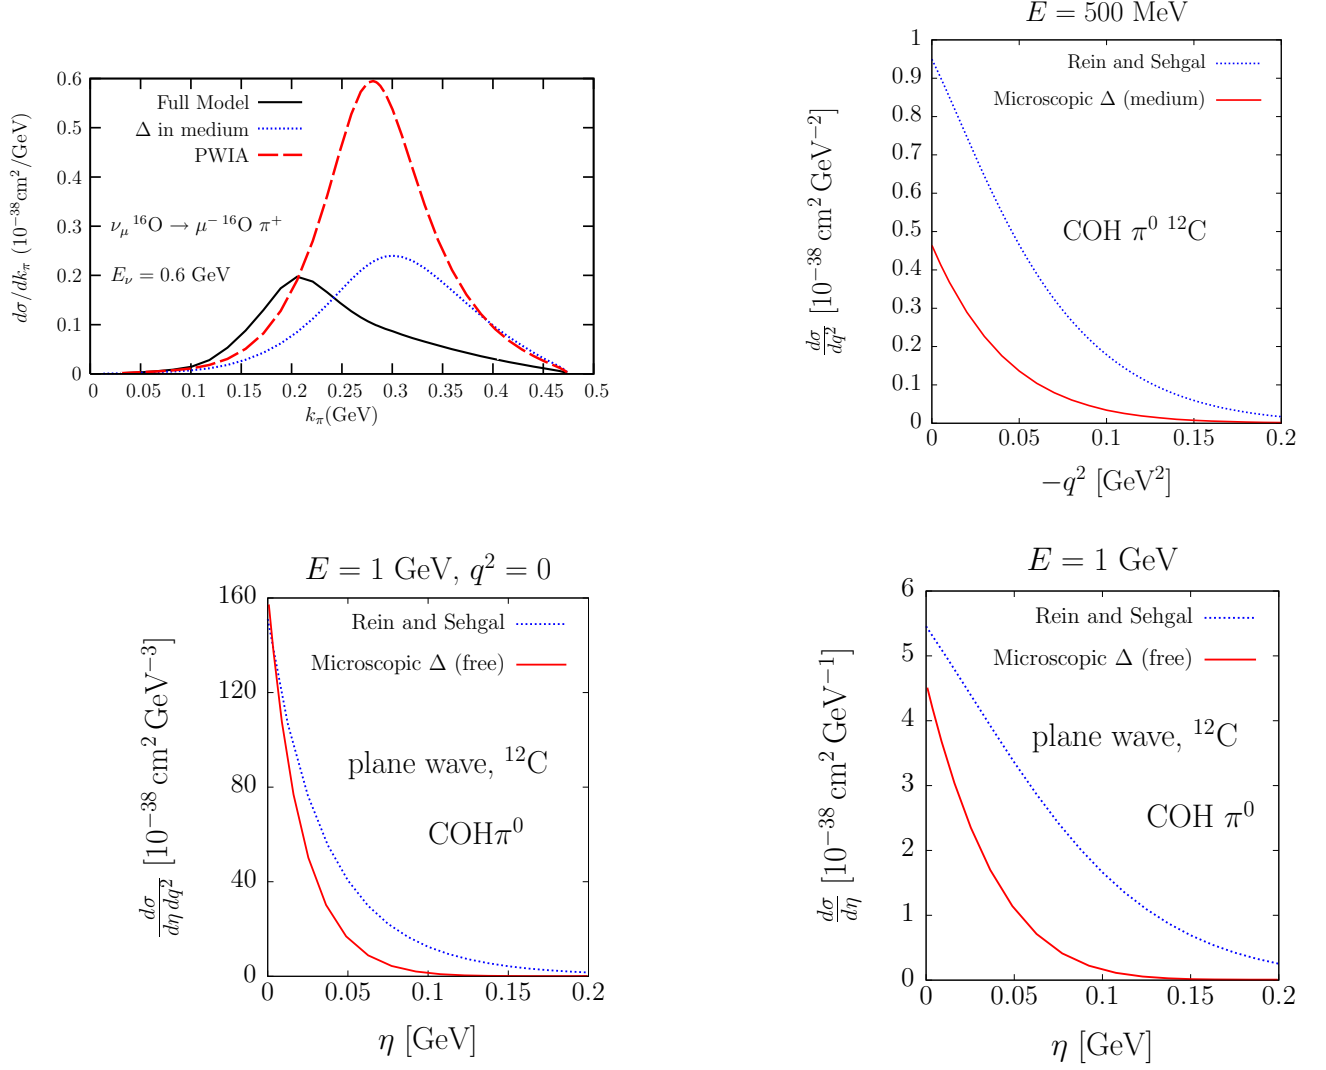 0.6
0.5
0.4
0.3
0.2
0.1
0
0 0.05 0.1 0.15 0.2 0.25 0.3 0.35 0.4 0.45 0.5
dσ/dk_π (10⁻³⁸cm²/GeV)
k_π(GeV)
Full Model
Δ in medium
PWIA
ν_μ ¹⁶O → μ⁻ ¹⁶O π⁺
E_ν = 0.6 GeV
E = 500 MeV
1
0.9
0.8
0.7
0.6
0.5
0.4
0.3
0.2
0.1
0
0 0.05 0.1 0.15 0.2
dσ/dq² [10⁻³⁸ cm² GeV⁻²]
−q² [GeV²]
Rein and Sehgal
Microscopic Δ (medium)
COH π⁰ ¹²C
E = 1 GeV, q² = 0
160
120
80
40
0
0 0.05 0.1 0.15 0.2
dσ/dη dq² [10⁻³⁸ cm² GeV⁻³]
η [GeV]
Rein and Sehgal
Microscopic Δ (free)
plane wave, ¹²C
COHπ⁰
E = 1 GeV
6
5
4
3
2
1
0
0 0.05 0.1 0.15 0.2
dσ/dη [10⁻³⁸ cm² GeV⁻¹]
η [GeV]
Rein and Sehgal
Microscopic Δ (free)
plane wave, ¹²C
COH π⁰